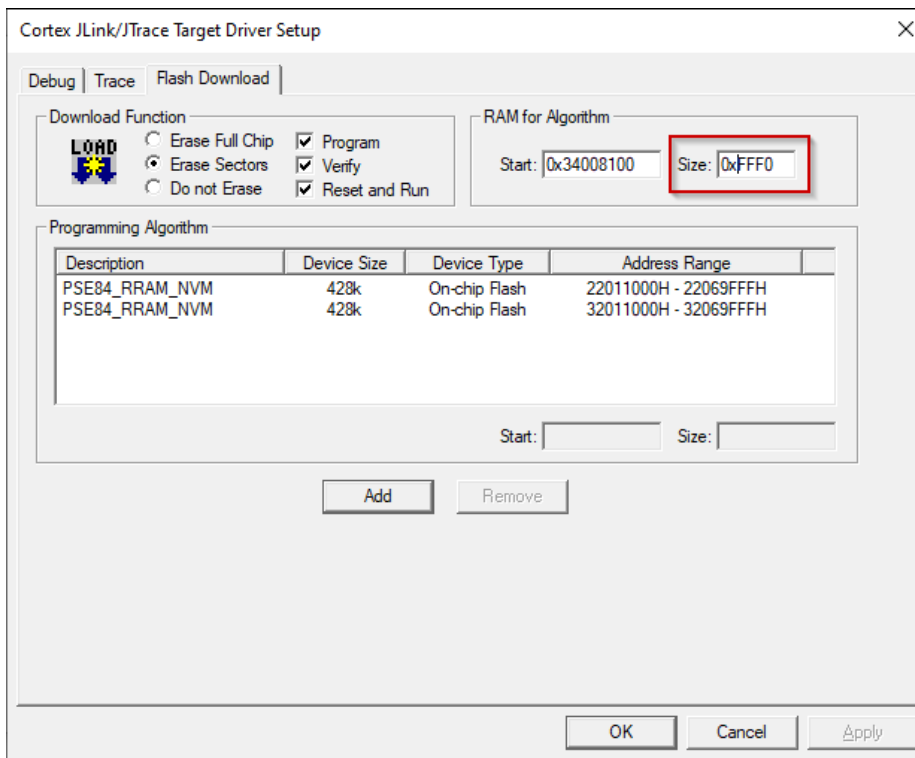 Cortex JLink/JTrace Target Driver Setup
Debug Trace Flash Download
Download Function
LOAD
Erase Full Chip
Erase Sectors
Do not Erase
Program
Verify
Reset and Run
RAM for Algorithm
Start: 0x34008100 Size: 0xFFF0
Programming Algorithm
Description Device Size Device Type Address Range
PSE84_RRAM_NVM 428k On-chip Flash 22011000H - 22069FFFH
PSE84_RRAM_NVM 428k On-chip Flash 32011000H - 32069FFFH
Start: Size:
Add Remove
OK Cancel Apply